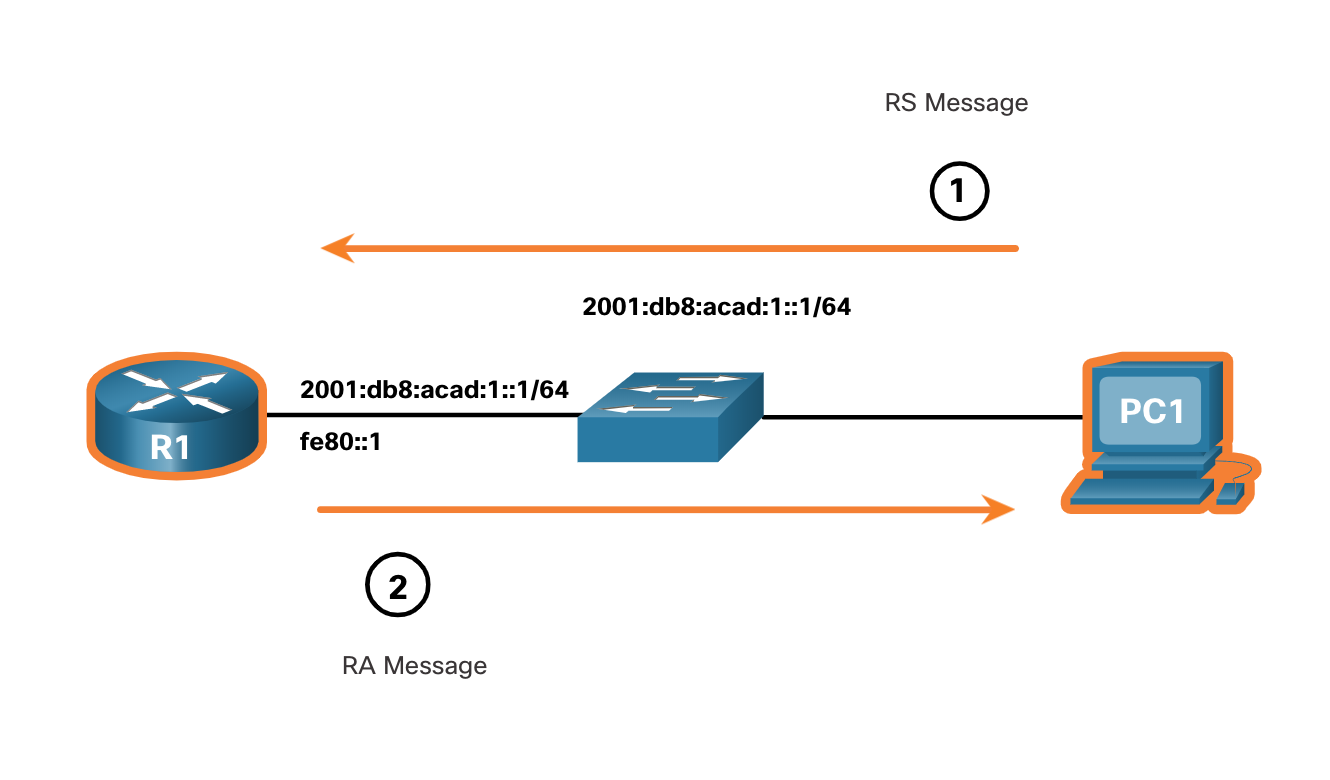 RS Message
1
2001:db8:acad:1::1/64
2001:db8:acad:1::1/64
fe80::1
R1
PC1
2
RA Message